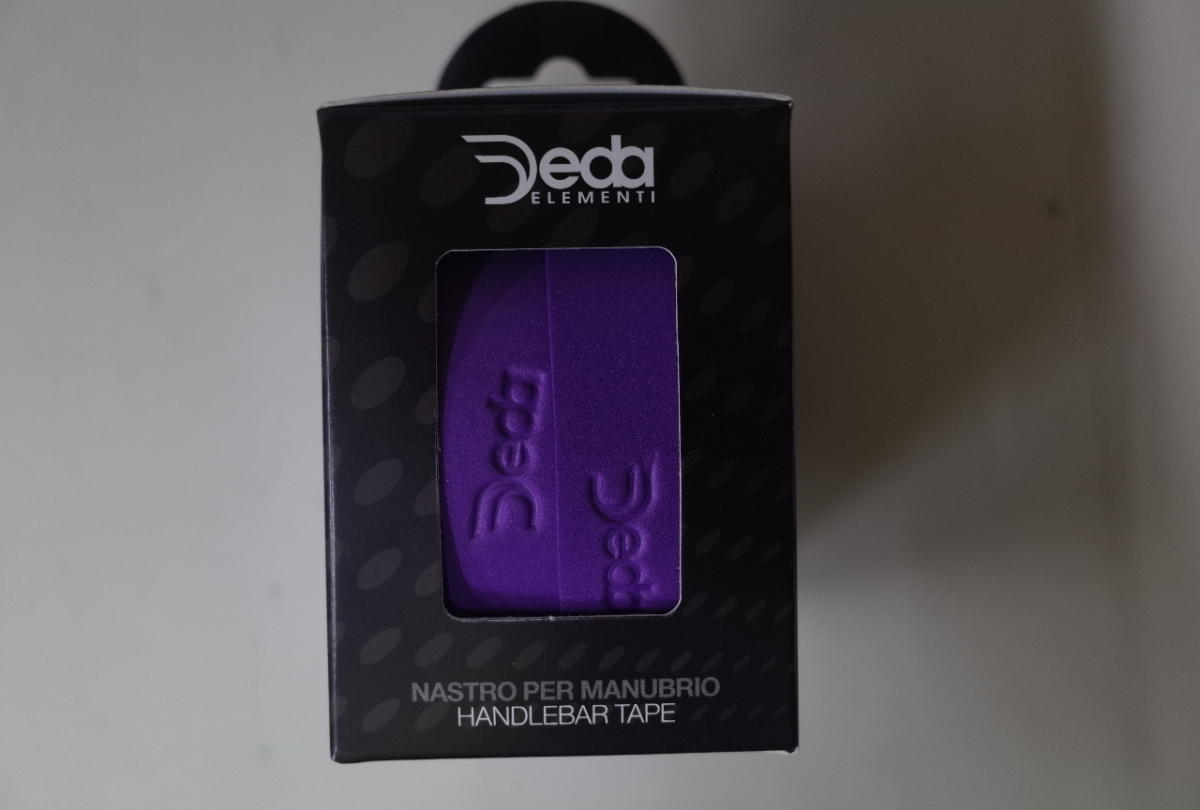 Deda
ELEMENTI
Deda
Deda
NASTRO PER MANUBRIO
HANDLEBAR TAPE